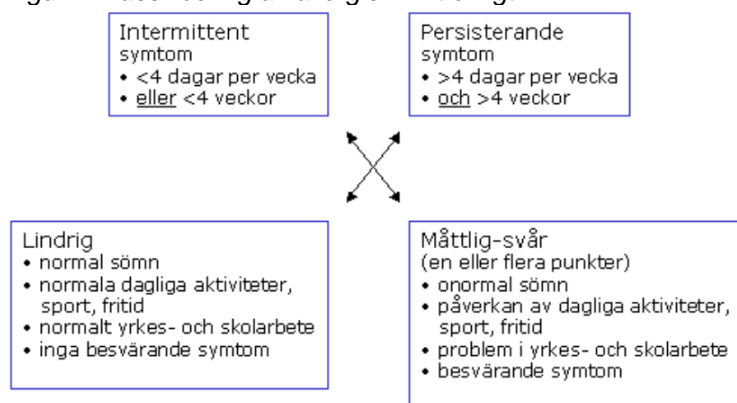 Intermittent
symtom
• <4 dagar per vecka
• eller <4 veckor
Persisterande
symtom
• >4 dagar per vecka
• och >4 veckor
Lindrig
• normal sömn
• normala dagliga aktiviteter,
sport, fritid
• normalt yrkes- och skolarbete
• inga besvärande symtom
Måttlig-svår
(en eller flera punkter)
• onormal sömn
• påverkan av dagliga aktiviteter,
sport, fritid
• problem i yrkes- och skolarbete
• besvärande symtom